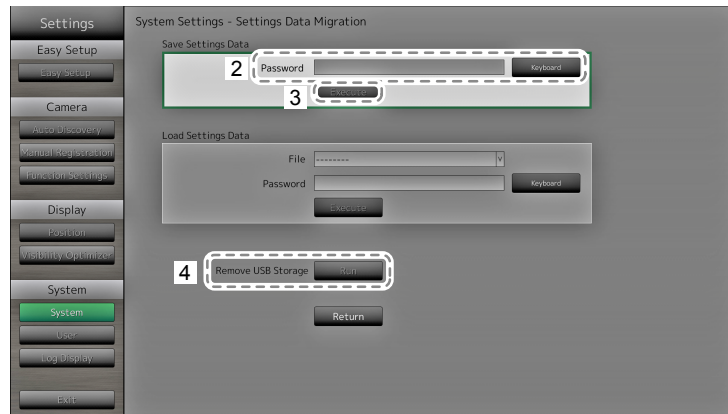 Settings
System Settings - Settings Data Migration
Easy Setup
Easy Setup
Camera
Auto Discovery
Manual Registration
Function Settings
Display
Position
Visibility Optimizer
System
System
User
Log Display
Exit
Save Settings Data
2 Password Keyboard
3 Execute
Load Settings Data
File -------- V
Password Keyboard
Execute
4 Remove USB Storage Run
Return